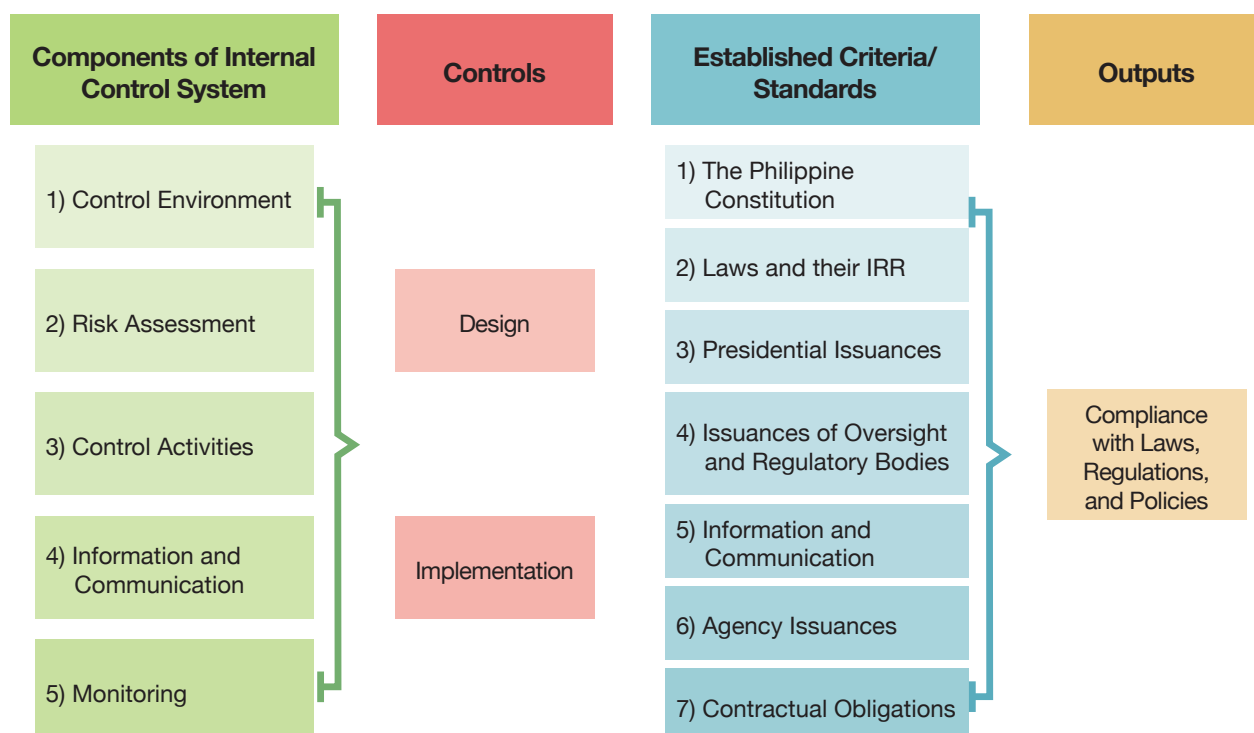 Components of Internal
Control System
Controls
Established Criteria/
Standards
Outputs
1) Control Environment
2) Risk Assessment
3) Control Activities
4) Information and
Communication
5) Monitoring
Design
Implementation
1) The Philippine
Constitution
2) Laws and their IRR
3) Presidential Issuances
4) Issuances of Oversight
and Regulatory Bodies
5) Information and
Communication
6) Agency Issuances
7) Contractual Obligations
Compliance
with Laws,
Regulations,
and Policies